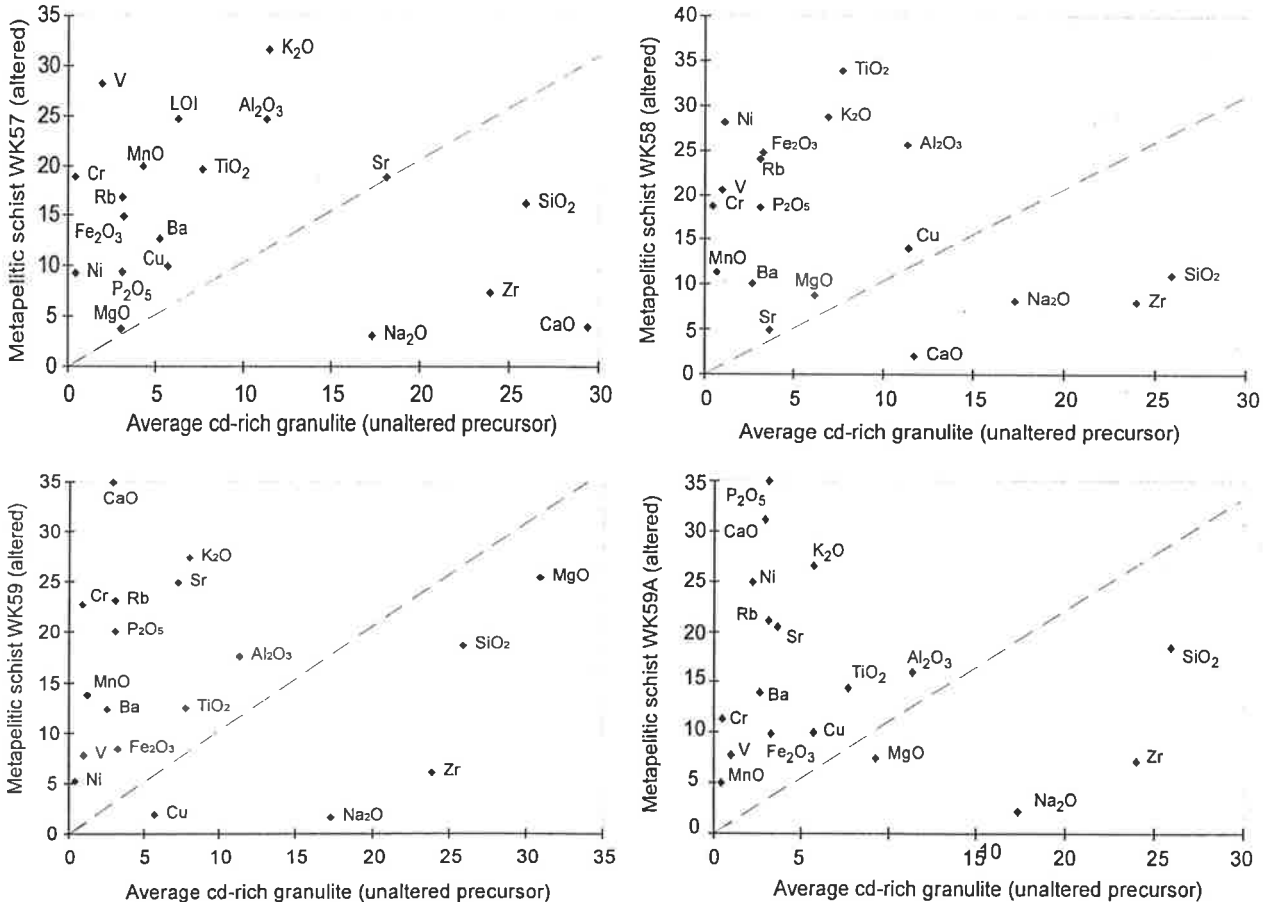 Metapelitic schist WK57 (altered)
35
30
25
20
15
10
5
0
K₂O
V
LOI
Al₂O₃
MnO
TiO₂
Cr
Sr
Rb
SiO₂
Fe₂O₃
Ba
Cu
Ni
P₂O₅
Zr
MgO
Na₂O
CaO
0 5 10 15 20 25 30
Average cd-rich granulite (unaltered precursor)
Metapelitic schist WK58 (altered)
40
35
30
25
20
15
10
5
0
TiO₂
Ni
K₂O
Fe₂O₃
Al₂O₃
Rb
V
Cr
P₂O₅
Cu
MnO
Ba
MgO
SiO₂
Na₂O
Zr
Sr
CaO
0 5 10 15 20 25 30
Average cd-rich granulite (unaltered precursor)
Metapelitic schist WK59 (altered)
35
30
25
20
15
10
5
0
CaO
K₂O
Sr
MgO
Cr
Rb
P₂O₅
SiO₂
Al₂O₃
MnO
Ba
TiO₂
V
Fe₂O₃
Zr
Ni
Cu
Na₂O
0 5 10 15 20 25 30 35
Average cd-rich granulite (unaltered precursor)
Metapelitic schist WK59A (altered)
35
30
25
20
15
10
5
0
P₂O₅
CaO
K₂O
Ni
Rb
Sr
Al₂O₃
SiO₂
TiO₂
Ba
Cr
Cu
V
Fe₂O₃
MgO
Zr
MnO
Na₂O
0 5 10 15 10 20 25 30
Average cd-rich granulite (unaltered precursor)